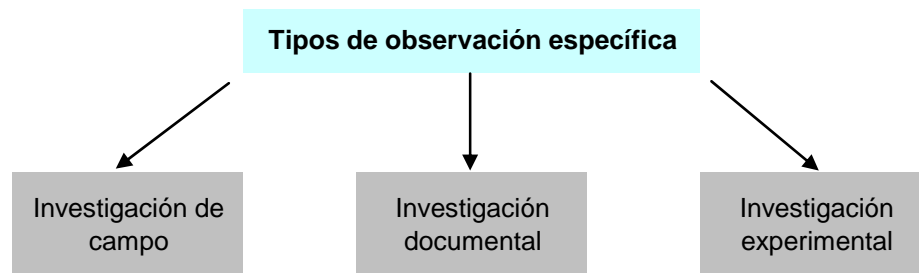 Tipos de observación específica
Investigación de
campo
Investigación
documental
Investigación
experimental